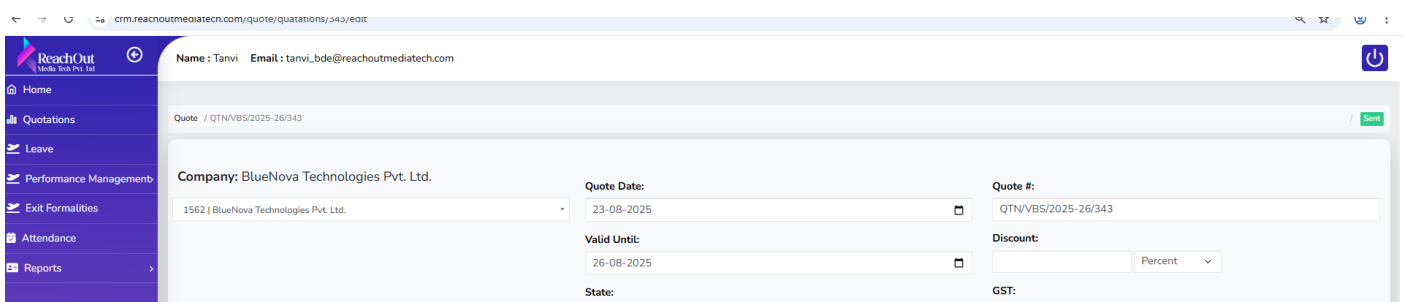 crm.reachoutmediatech.com/quote/quatations/343/edit
ReachOut
Media Tech Pvt. Ltd
Name : Tanvi Email : tanvi_bde@reachoutmediatech.com
Home
Quotations
Leave
Performance Management
Exit Formalities
Attendance
Reports
Quote / QTN/VBS/2025-26/343
/ Sent
Company: BlueNova Technologies Pvt. Ltd.
1562 | BlueNova Technologies Pvt. Ltd.
Quote Date:
23-08-2025
Valid Until:
26-08-2025
State:
Quote #:
QTN/VBS/2025-26/343
Discount:
Percent
GST: